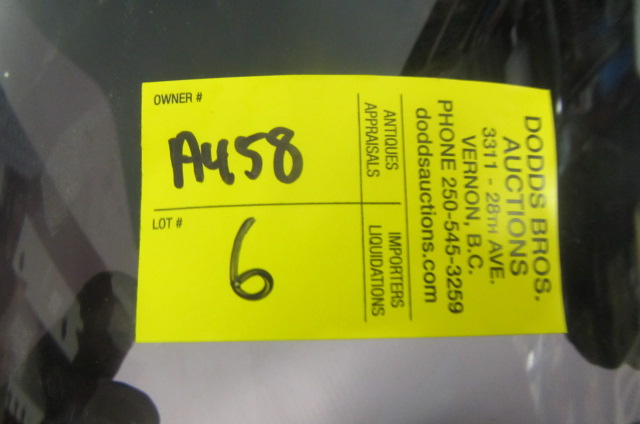 OWNER #
A458
LOT #
6
ANTIQUES
APPRAISALS
IMPORTERS
LIQUIDATIONS
DODDS BROS.
AUCTIONS
3311 - 28TH AVE.
VERNON, B.C.
PHONE 250-545-3259
doddsauctions.com